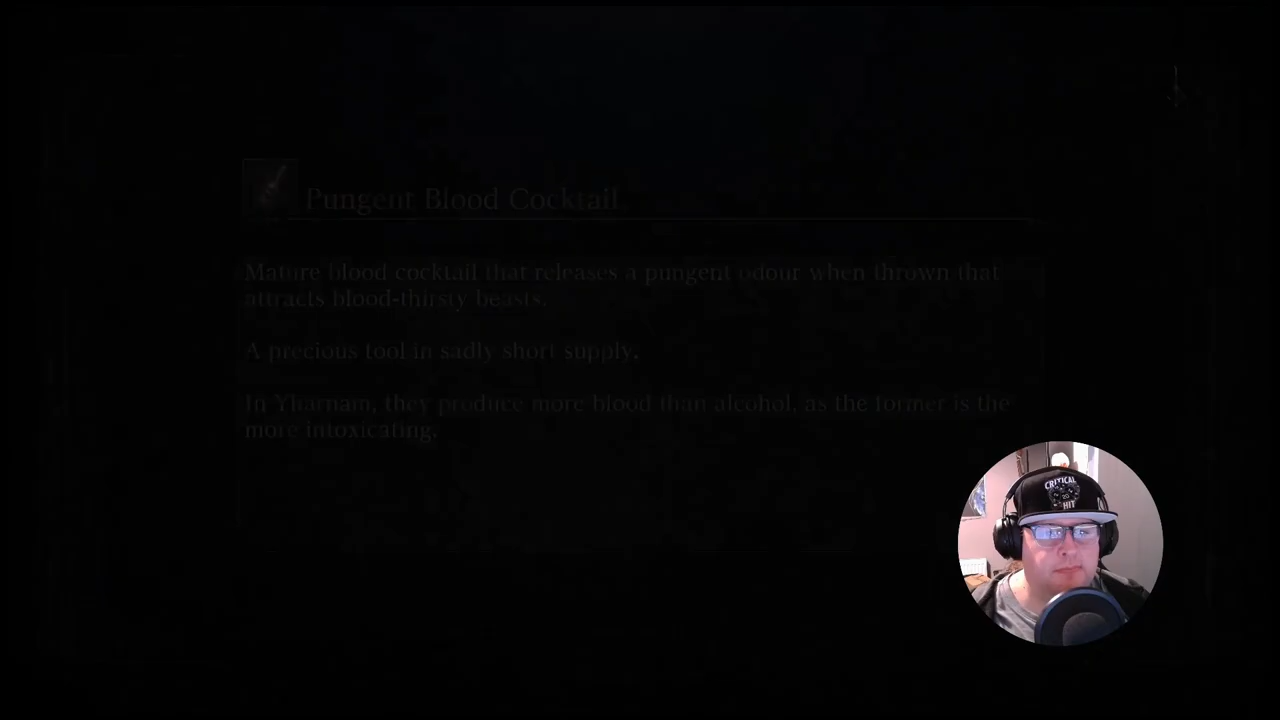 Pungent Blood Cocktail
Mature blood cocktail that releases a pungent odour when thrown that
attracts blood-thirsty beasts.
A precious tool in sadly short supply.
In Yharnam, they produce more blood than alcohol, as the former is the
more intoxicating.
CRITICAL
HIT